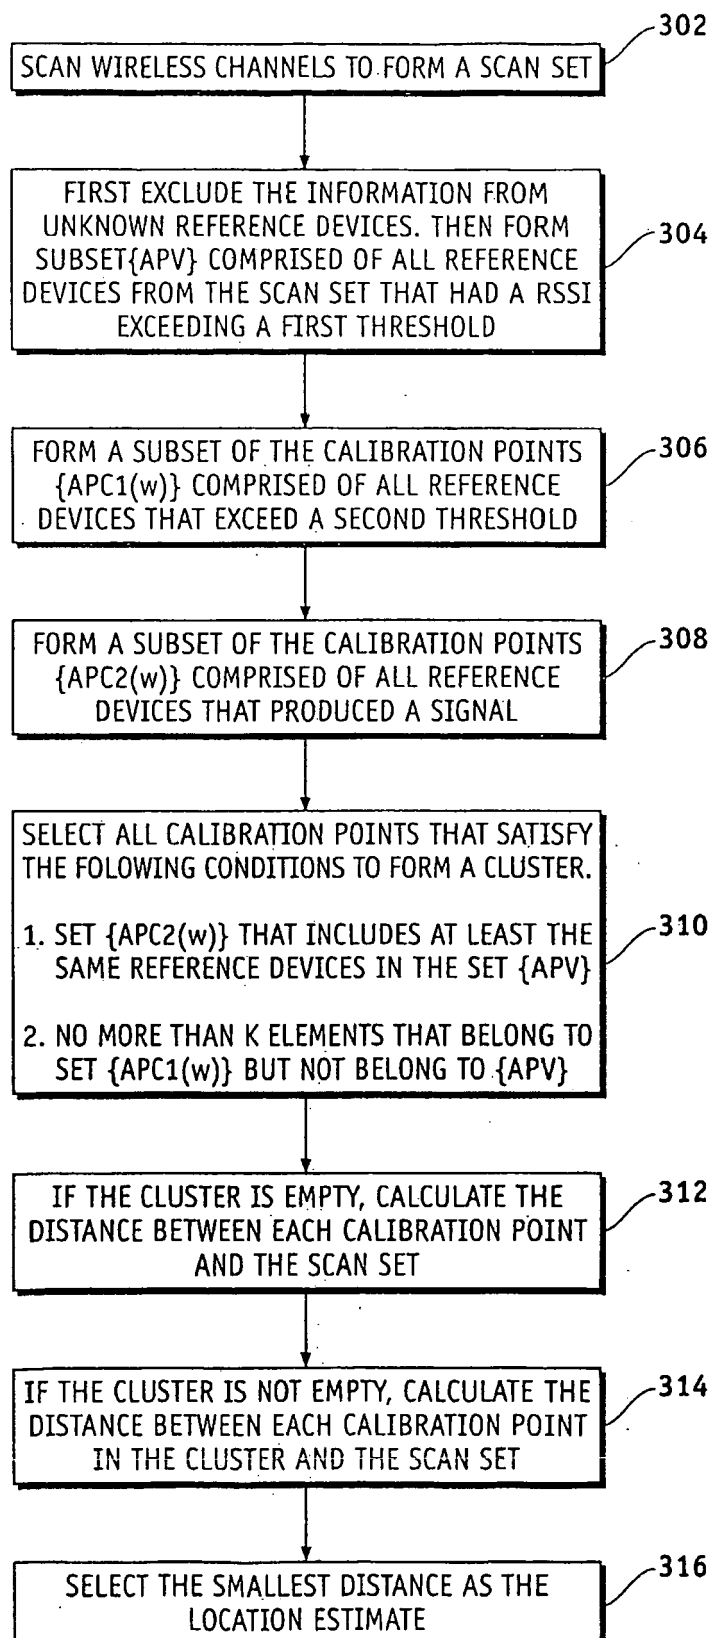 302
SCAN WIRELESS CHANNELS TO FORM A SCAN SET
FIRST EXCLUDE THE INFORMATION FROM
UNKNOWN REFERENCE DEVICES. THEN FORM
SUBSET{APV} COMPRISED OF ALL REFERENCE
DEVICES FROM THE SCAN SET THAT HAD A RSSI
EXCEEDING A FIRST THRESHOLD
304
FORM A SUBSET OF THE CALIBRATION POINTS
{APC1(w)} COMPRISED OF ALL REFERENCE
DEVICES THAT EXCEED A SECOND THRESHOLD
306
FORM A SUBSET OF THE CALIBRATION POINTS
{APC2(w)} COMPRISED OF ALL REFERENCE
DEVICES THAT PRODUCED A SIGNAL
308
SELECT ALL CALIBRATION POINTS THAT SATISFY
THE FOLOWING CONDITIONS TO FORM A CLUSTER.
1. SET {APC2(w)} THAT INCLUDES AT LEAST THE
SAME REFERENCE DEVICES IN THE SET {APV}
2. NO MORE THAN K ELEMENTS THAT BELONG TO
SET {APC1(w)} BUT NOT BELONG TO {APV}
310
IF THE CLUSTER IS EMPTY, CALCULATE THE
DISTANCE BETWEEN EACH CALIBRATION POINT
AND THE SCAN SET
312
IF THE CLUSTER IS NOT EMPTY, CALCULATE THE
DISTANCE BETWEEN EACH CALIBRATION POINT
IN THE CLUSTER AND THE SCAN SET
314
SELECT THE SMALLEST DISTANCE AS THE
LOCATION ESTIMATE
316